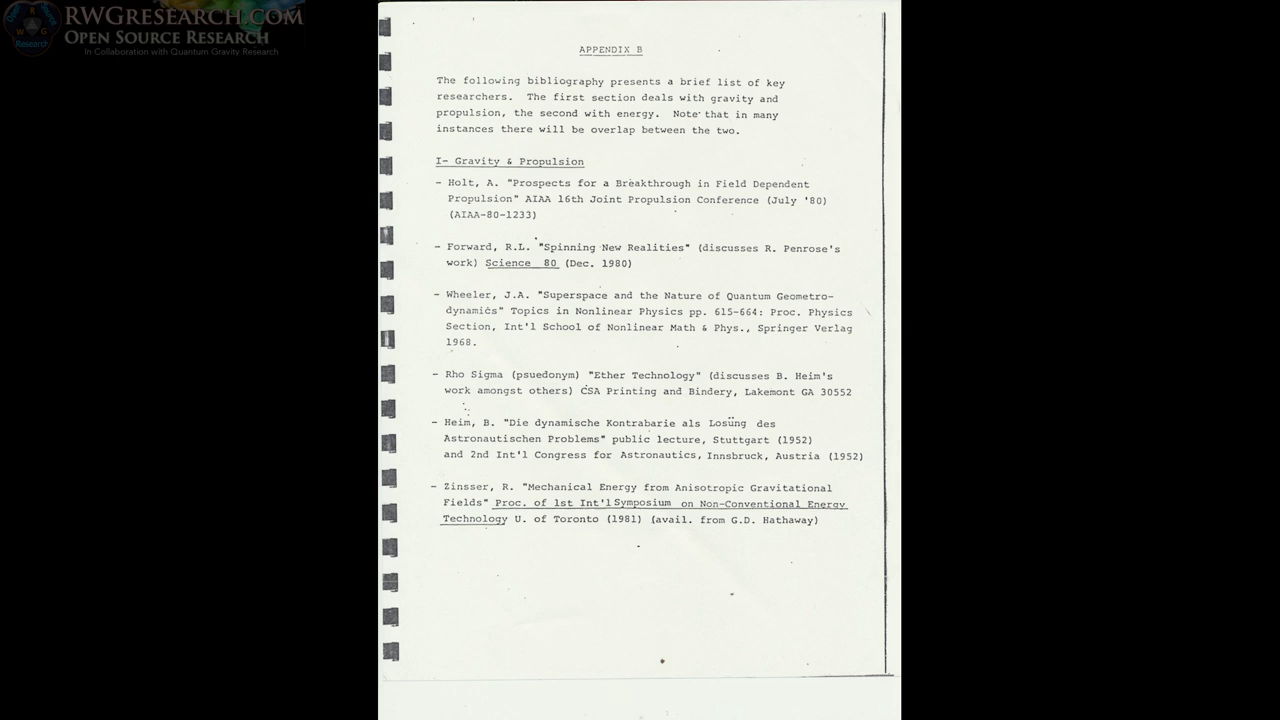 RWGresearch.com
Open Source Research
In Collaboration with Quantum Gravity Research
RWG
Research
APPENDIX B
The following bibliography presents a brief list of key
researchers. The first section deals with gravity and
propulsion, the second with energy. Note that in many
instances there will be overlap between the two.
I- Gravity & Propulsion
- Holt, A. "Prospects for a Breakthrough in Field Dependent
Propulsion" AIAA 16th Joint Propulsion Conference (July '80)
(AIAA-80-1233)
- Forward, R.L. "Spinning New Realities" (discusses R. Penrose's
work) Science 80 (Dec. 1980)
- Wheeler, J.A. "Superspace and the Nature of Quantum Geometro-
dynamics" Topics in Nonlinear Physics pp. 615-664: Proc. Physics
Section, Int'l School of Nonlinear Math & Phys., Springer Verlag
1968.
- Rho Sigma (psuedonym) "Ether Technology" (discusses B. Heim's
work amongst others) CSA Printing and Bindery, Lakemont GA 30552
- Heim, B. "Die dynamische Kontrabarie als Losüng des
Astronautischen Problems" public lecture, Stuttgart (1952)
and 2nd Int'l Congress for Astronautics, Innsbruck, Austria (1952)
- Zinsser, R. "Mechanical Energy from Anisotropic Gravitational
Fields" Proc. of 1st Int'l Symposium on Non-Conventional Energy
Technology U. of Toronto (1981) (avail. from G.D. Hathaway)